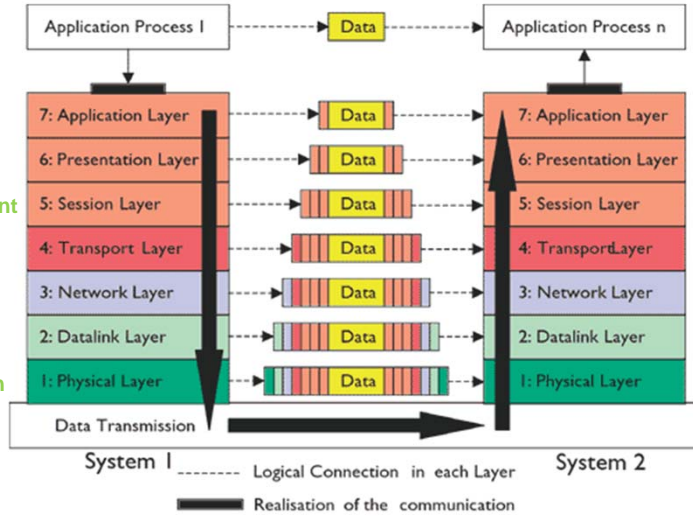 Application Process 1
Data
Application Process n
7: Application Layer
Data
7: Application Layer
6: Presentation Layer
Data
6: Presentation Layer
5: Session Layer
Data
5: Session Layer
4: Transport Layer
Data
4: TransportLayer
3: Network Layer
Data
3: Network Layer
2: Datalink Layer
Data
2: Datalink Layer
1: Physical Layer
Data
1: Physical Layer
Data Transmission
System 1
System 2
Logical Connection in each Layer
Realisation of the communication